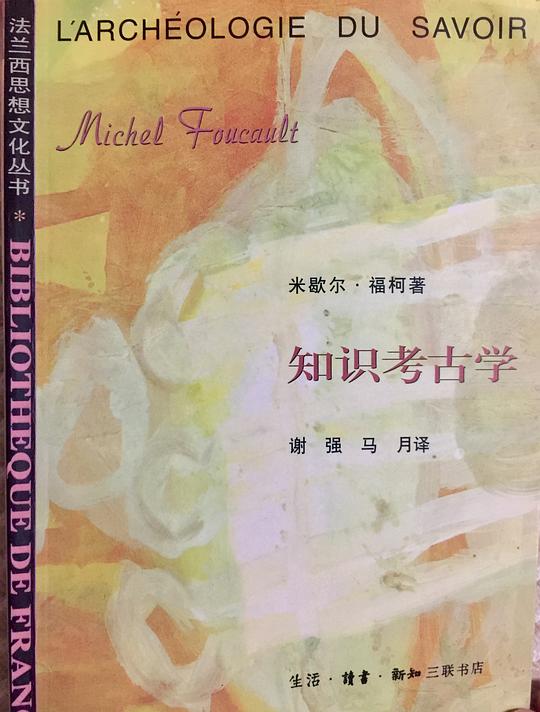 L'ARCHÉOLOGIE DU SAVOIR
Michel Foucault
米歇尔·福柯著
知识考古学
谢 强 马 月译
生活·讀書·新知三联书店
法兰西思想文化丛书 * BIBLIOTHEQUE DE FRANC